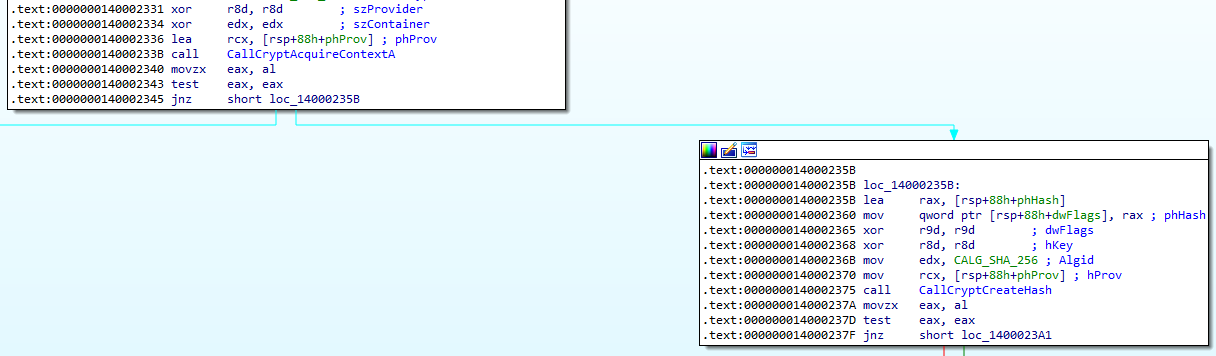 .text:0000000140002331 xor r8d, r8d ; szProvider
.text:0000000140002334 xor edx, edx ; szContainer
.text:0000000140002336 lea rcx, [rsp+88h+phProv] ; phProv
.text:000000014000233B call CallCryptAcquireContextA
.text:0000000140002340 movzx eax, al
.text:0000000140002343 test eax, eax
.text:0000000140002345 jnz short loc_14000235B
.text:000000014000235B
.text:000000014000235B loc_14000235B:
.text:000000014000235B lea rax, [rsp+88h+phHash]
.text:0000000140002360 mov qword ptr [rsp+88h+dwFlags], rax ; phHash
.text:0000000140002365 xor r9d, r9d ; dwFlags
.text:0000000140002368 xor r8d, r8d ; hKey
.text:000000014000236B mov edx, CALG_SHA_256 ; Algid
.text:0000000140002370 mov rcx, [rsp+88h+phProv] ; hProv
.text:0000000140002375 call CallCryptCreateHash
.text:000000014000237A movzx eax, al
.text:000000014000237D test eax, eax
.text:000000014000237F jnz short loc_1400023A1